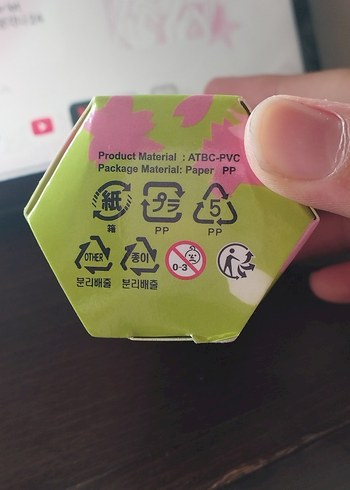 Product Material : ATBC-PVC
Package Material: Paper PP
紙 プラ 5
箱 PP PP
OTHER 종이 0-3
분리배출 분리배출